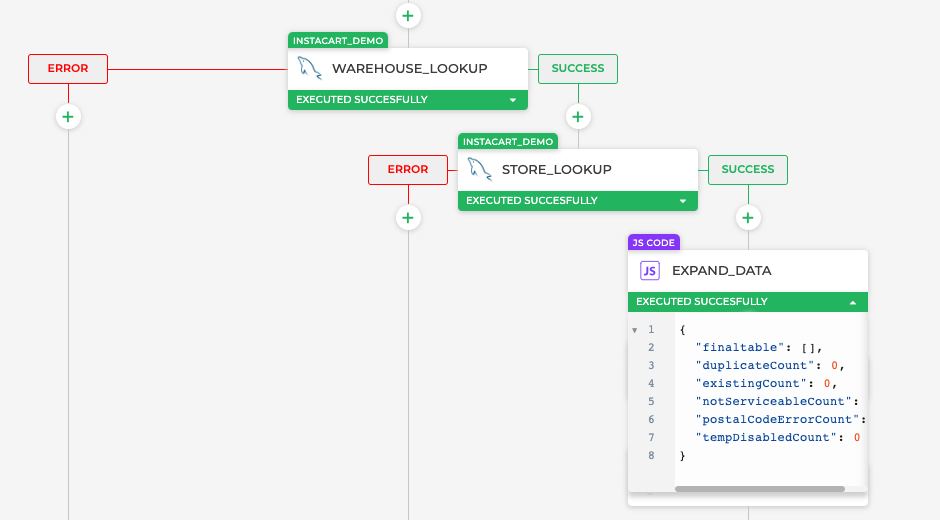 INSTACART_DEMO
ERROR
WAREHOUSE_LOOKUP
SUCCESS
EXECUTED SUCCESFULLY
INSTACART_DEMO
ERROR
STORE_LOOKUP
SUCCESS
EXECUTED SUCCESFULLY
JS CODE
JS EXPAND_DATA
EXECUTED SUCCESFULLY
1 {
2 "finaltable": [],
3 "duplicateCount": 0,
4 "existingCount": 0,
5 "notServiceableCount":
6 "postalCodeErrorCount":
7 "tempDisabledCount": 0
8 }